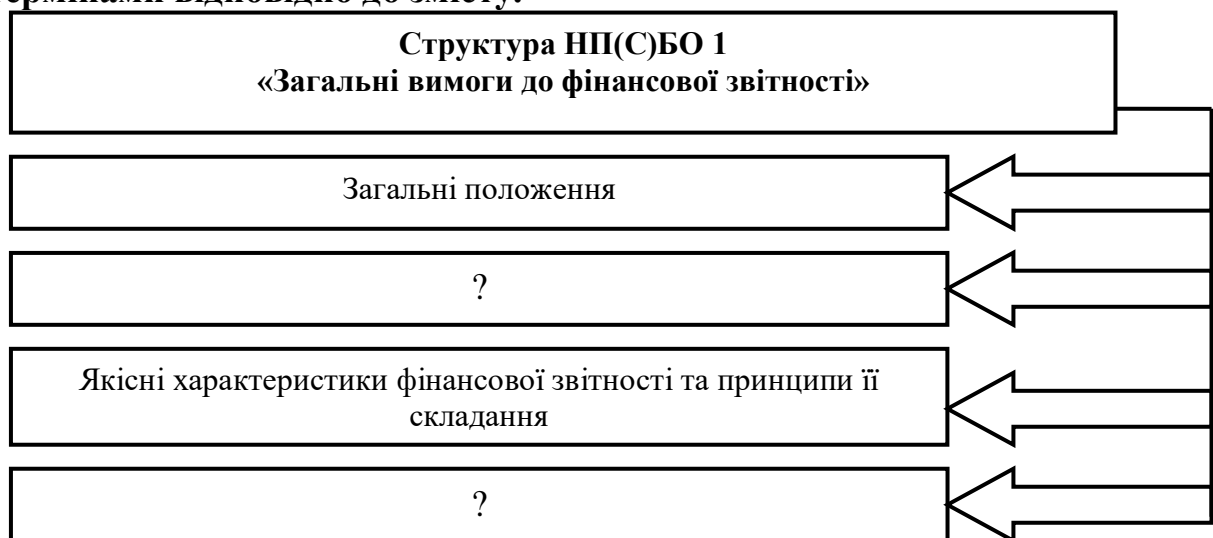 термінами відповідно до змісту.
Структура НП(С)БО 1
«Загальні вимоги до фінансової звітності»
Загальні положення
?
Якісні характеристики фінансової звітності та принципи її
складання
?